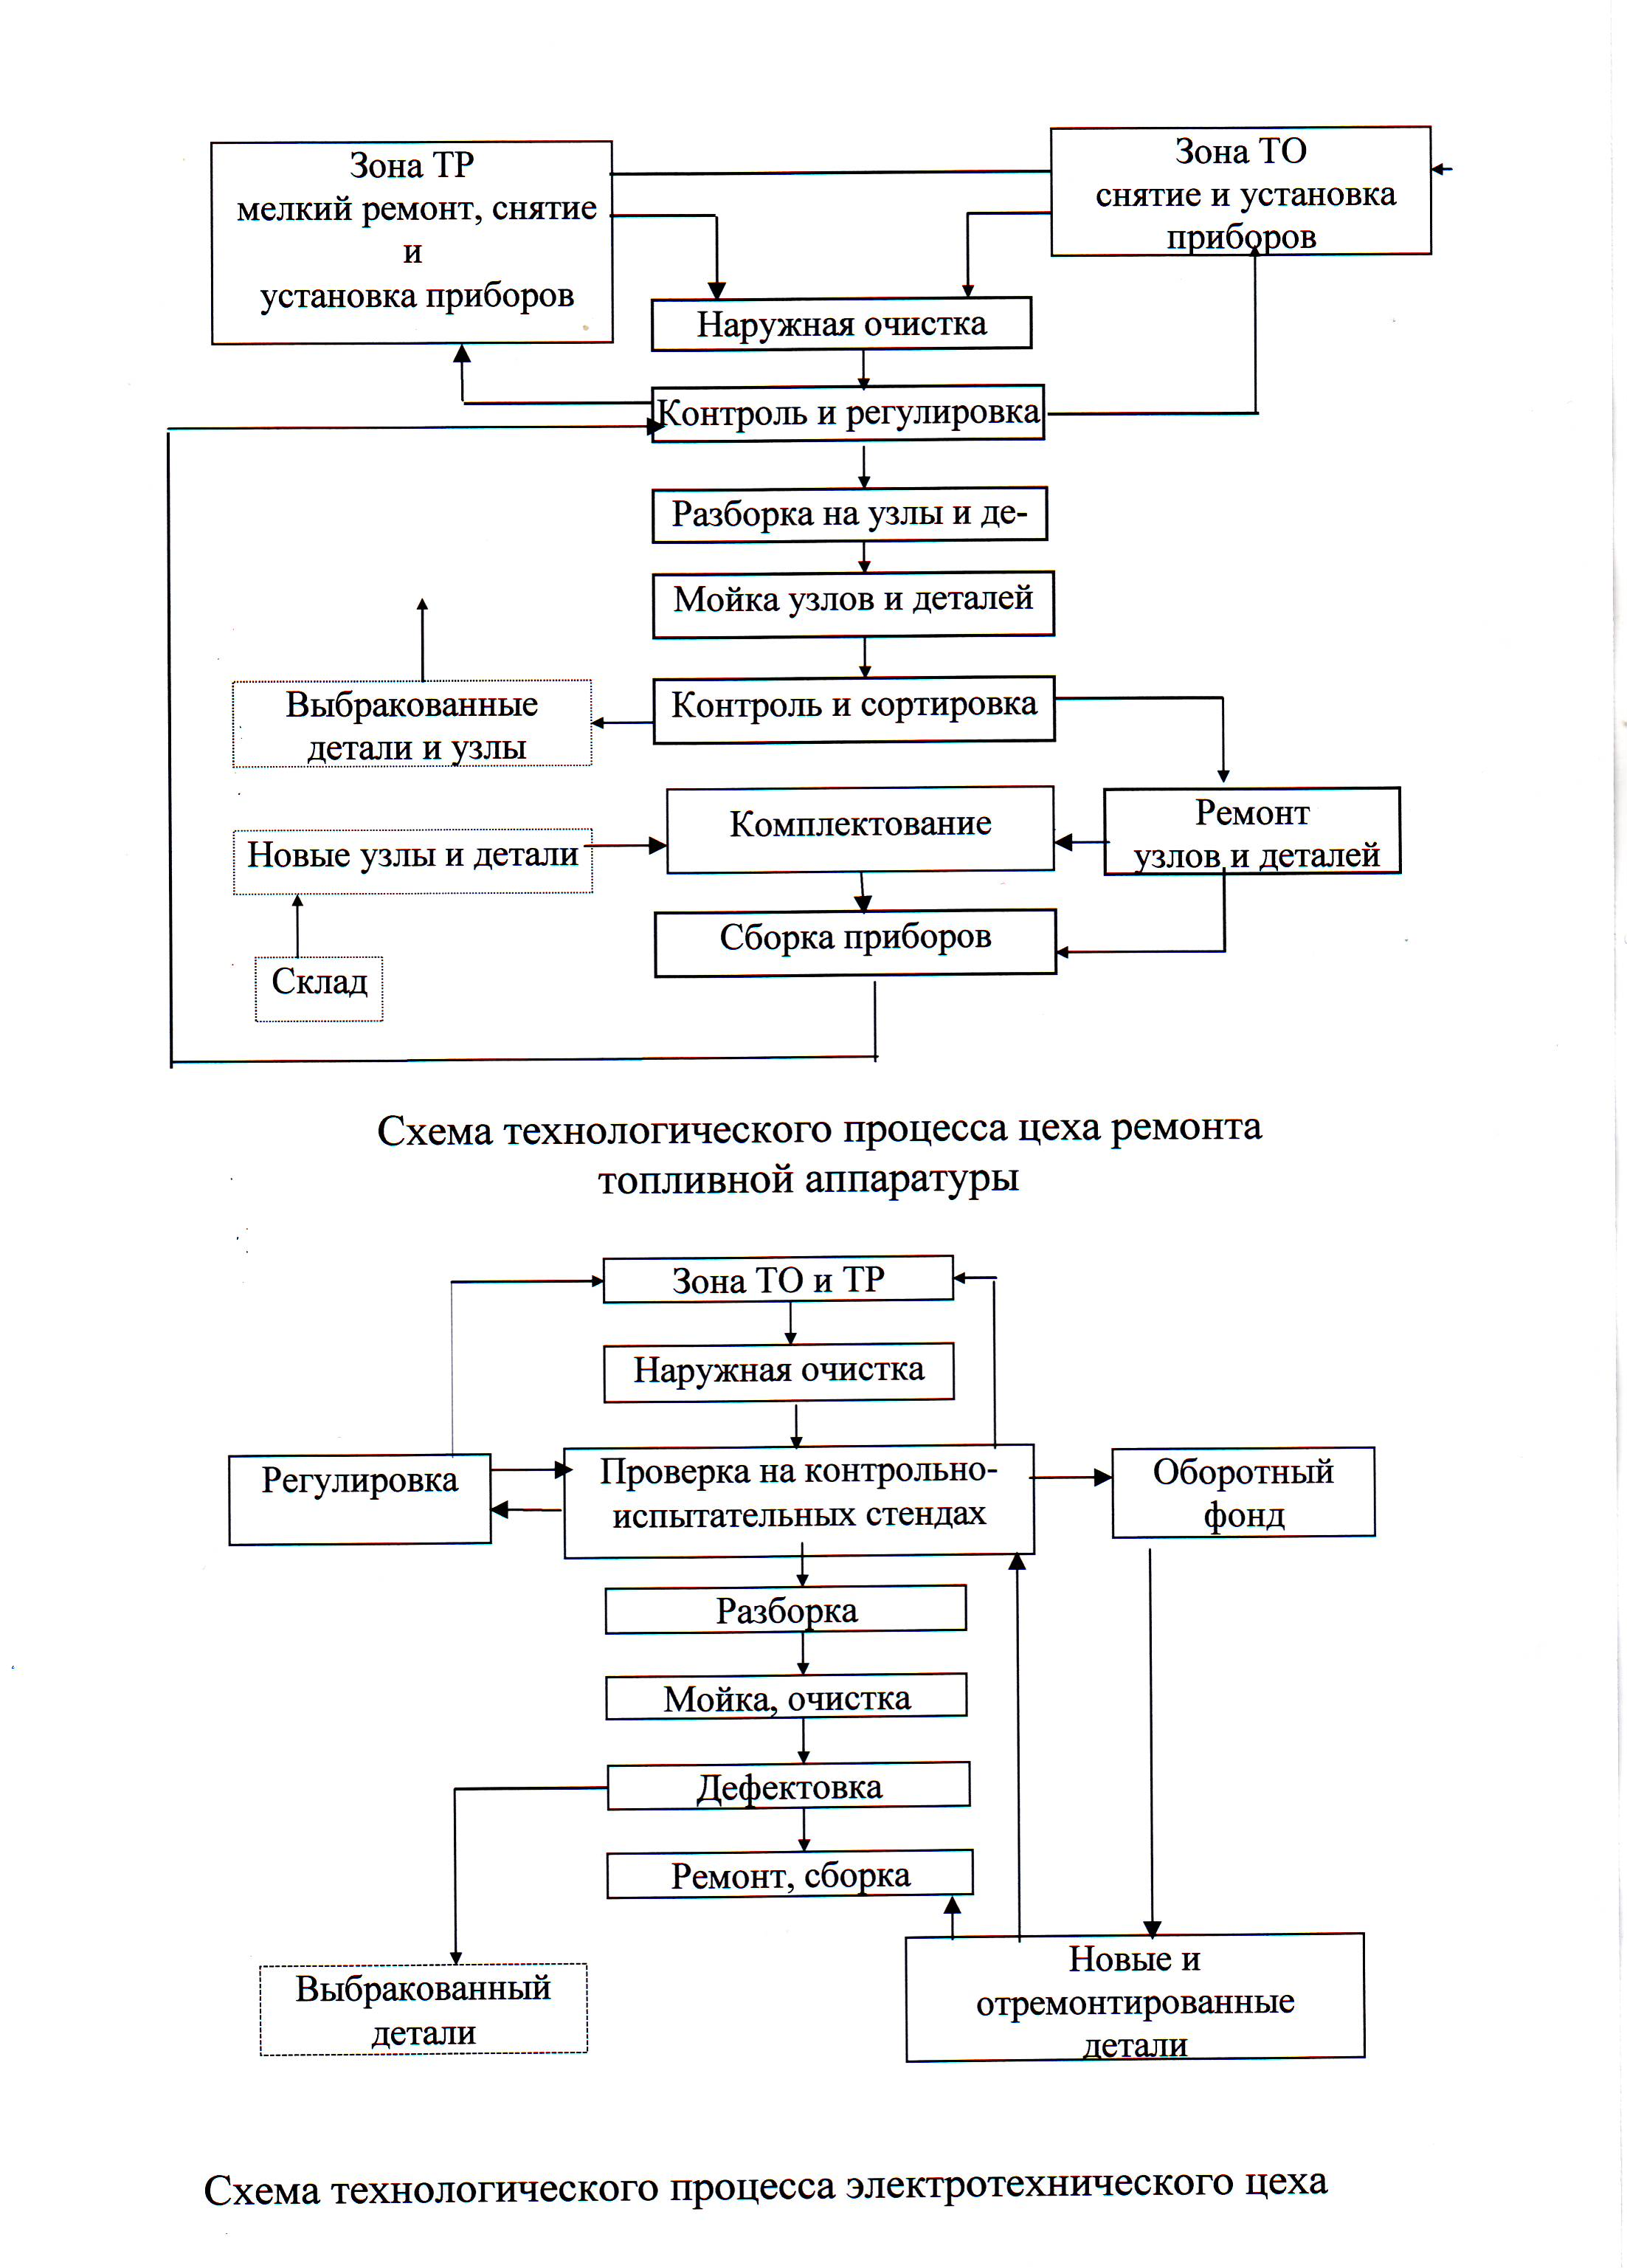 Зона ТР
мелкий ремонт, снятие
и
установка приборов
Зона ТО
снятие и установка
приборов
Наружная очистка
Контроль и регулировка
Разборка на узлы и де-
Мойка узлов и деталей
Выбракованные
детали и узлы
Контроль и сортировка
Новые узлы и детали
Комплектование
Ремонт
узлов и деталей
Склад
Сборка приборов
Схема технологического процесса цеха ремонта
топливной аппаратуры
Зона ТО и ТР
Наружная очистка
Регулировка
Проверка на контрольно-
испытательных стендах
Оборотный
фонд
Разборка
Мойка, очистка
Дефектовка
Ремонт, сборка
Выбракованный
детали
Новые и
отремонтированные
детали
Схема технологического процесса электротехнического цеха